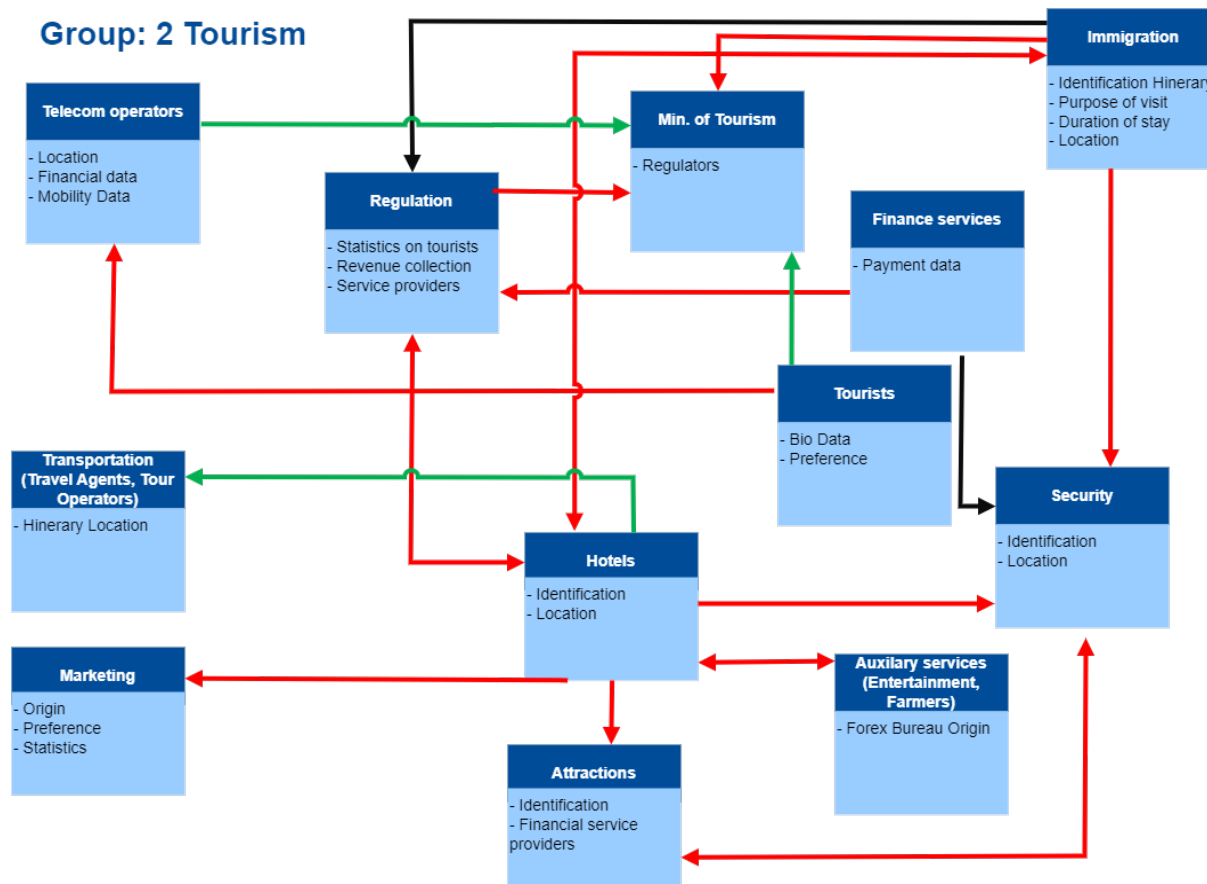 Group: 2 Tourism
Immigration
- Identification Hinerary
- Purpose of visit
- Duration of stay
- Location
Telecom operators
- Location
- Financial data
- Mobility Data
Min. of Tourism
- Regulators
Regulation
- Statistics on tourists
- Revenue collection
- Service providers
Finance services
- Payment data
Tourists
- Bio Data
- Preference
Transportation
(Travel Agents, Tour
Operators)
- Hinerary Location
Security
- Identification
- Location
Hotels
- Identification
- Location
Marketing
- Origin
- Preference
- Statistics
Auxilary services
(Entertainment,
Farmers)
- Forex Bureau Origin
Attractions
- Identification
- Financial service
providers